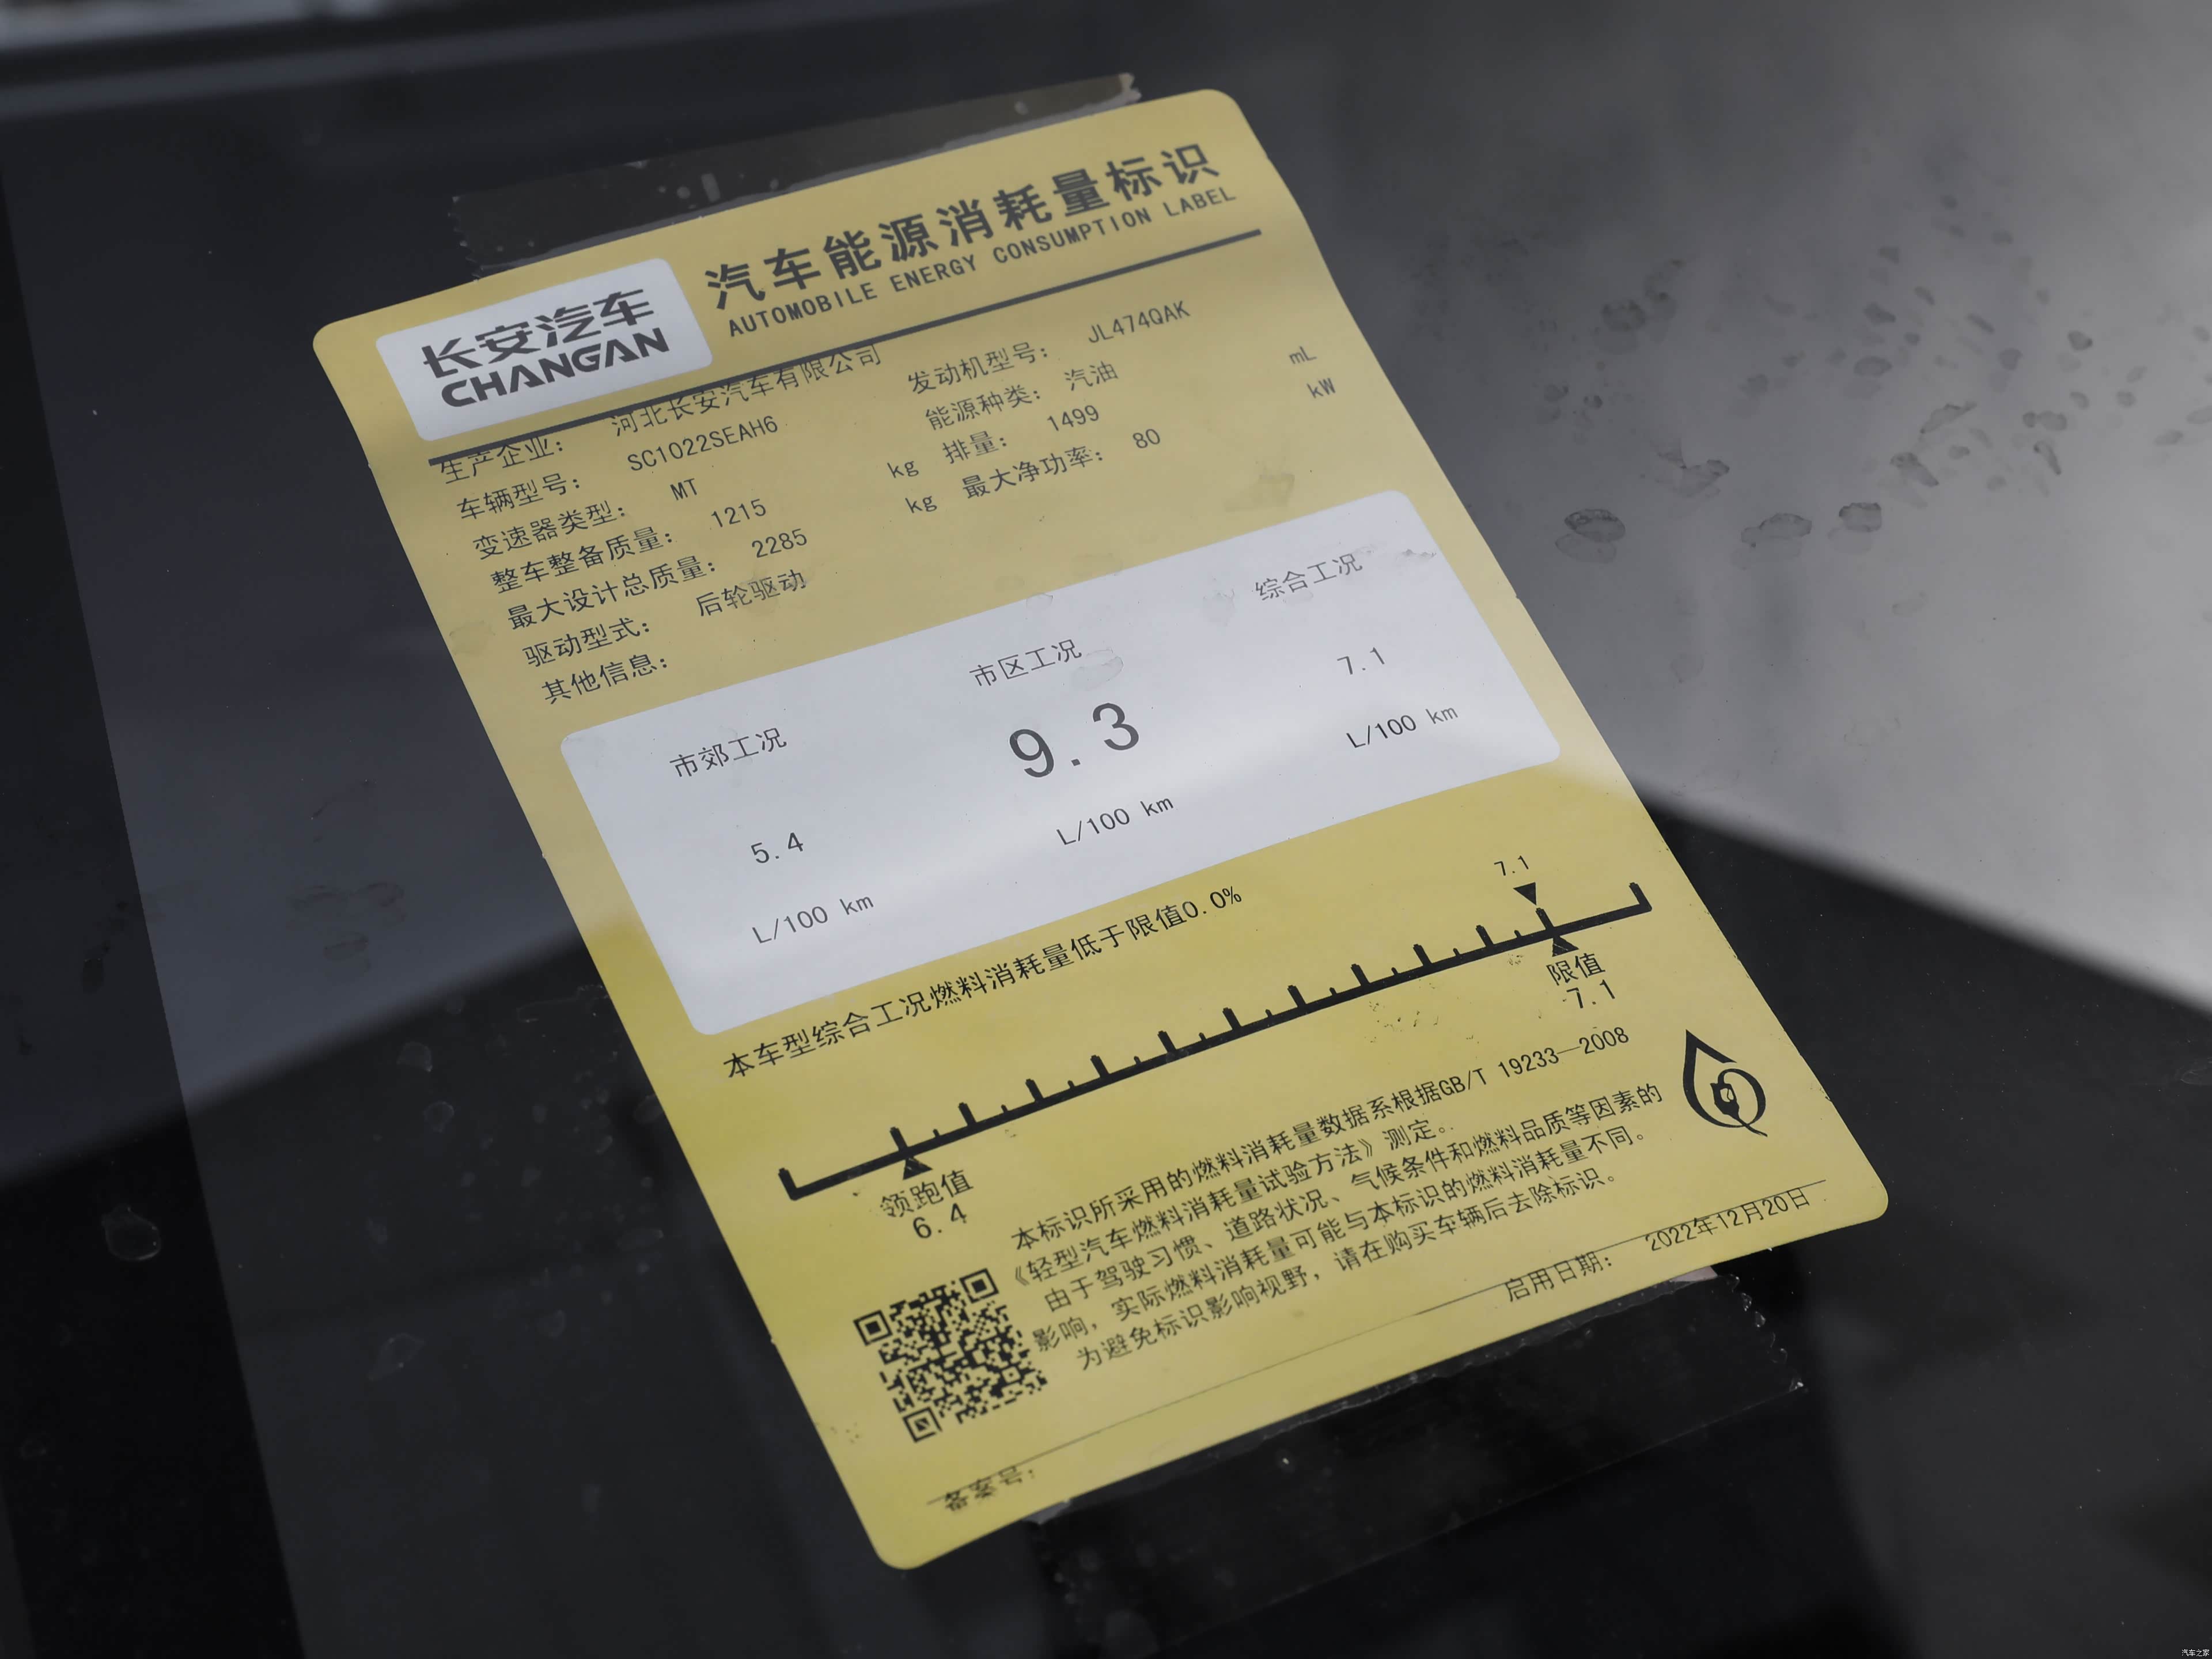 长安汽车
CHANGAN
汽车能源消耗量标识
AUTOMOBILE ENERGY CONSUMPTION LABEL
生产企业: 河北长安汽车有限公司
车辆型号: SC1022SEAH6
变速器类型: MT
整车整备质量: 1215 kg
最大设计总质量: 2285 kg
驱动型式: 后轮驱动
其他信息:
发动机型号: JL474QAK
能源种类: 汽油
排量: 1499 mL
最大净功率: 80 kW
市郊工况
5.4
L/100 km
市区工况
9.3
L/100 km
综合工况
7.1
L/100 km
本车型综合工况燃料消耗量低于限值0.0%
7.1
领跑值
6.4
限值
7.1
本标识所采用的燃料消耗量数据系根据GB/T 19233—2008
《轻型汽车燃料消耗量试验方法》测定。
由于驾驶习惯、道路状况、气候条件和燃料品质等因素的
影响，实际燃料消耗量可能与本标识的燃料消耗量不同。
为避免标识影响视野，请在购买车辆后去除标识。
备案号:
启用日期: 2022年12月20日
汽车之家